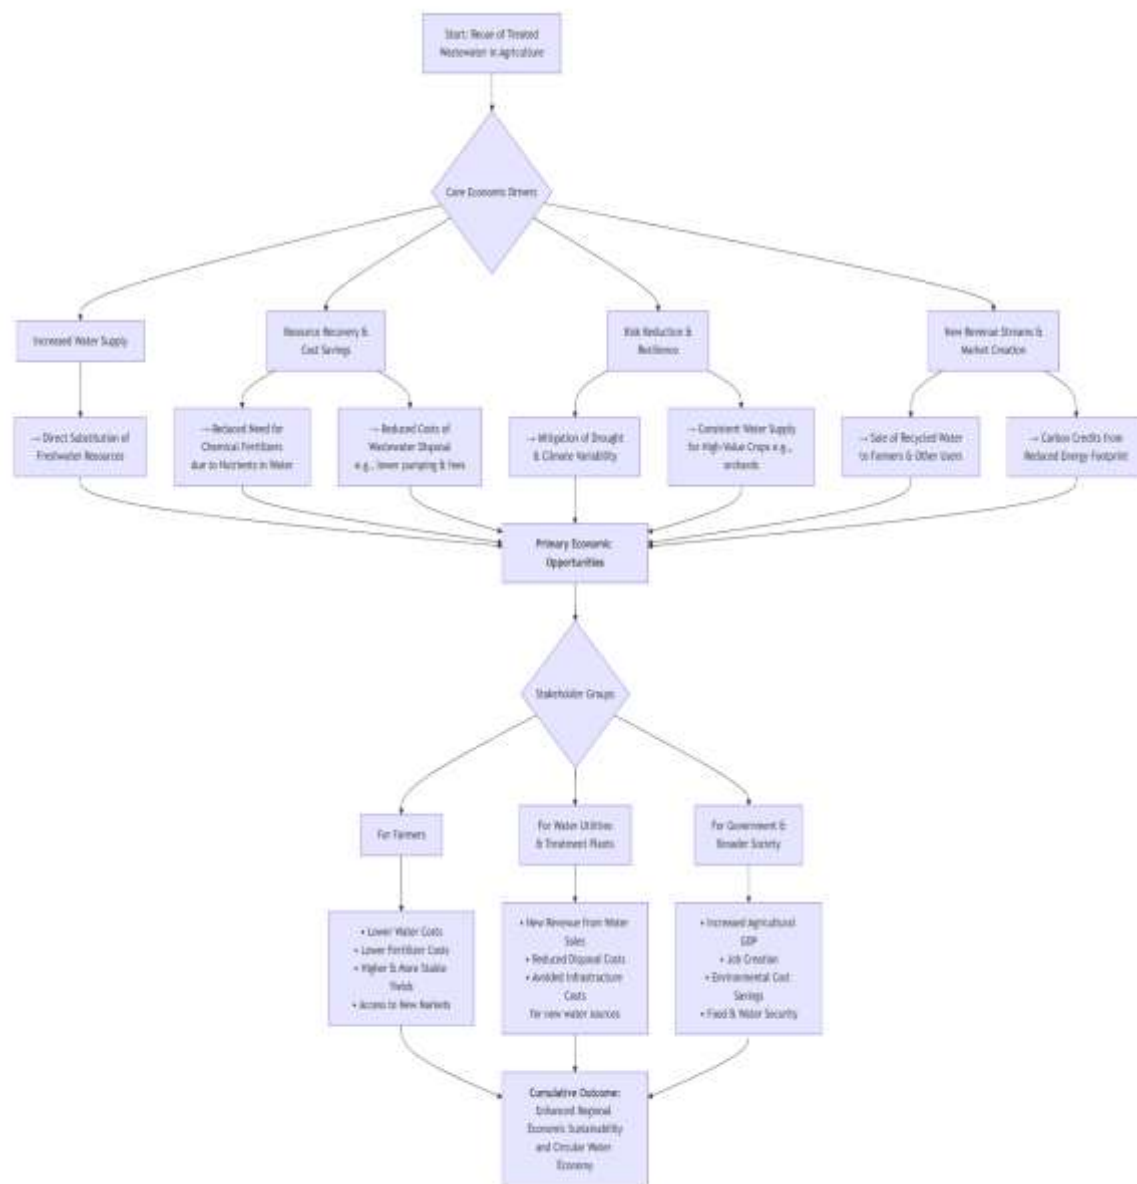 Start: Reuse of Treated
Wastewater in Agriculture
Core Economic Drivers
Increased Water Supply
Resource Recovery &
Cost Savings
Risk Reduction &
Resilience
New Revenue Streams &
Market Creation
→ Direct Substitution of
Freshwater Resources
→ Reduced Need for
Chemical Fertilizers
due to Nutrients in Water
→ Reduced Costs of
Wastewater Disposal
e.g., lower pumping & fees
→ Mitigation of Drought
& Climate Variability
→ Consistent Water Supply
for High-Value Crops e.g.,
orchards
→ Sale of Recycled Water
to Farmers & Other Users
→ Carbon Credits from
Reduced Energy Footprint
Primary Economic
Opportunities
Stakeholder Groups
For Farmers
For Water Utilities
& Treatment Plants
For Government &
Broader Society
• Lower Water Costs
• Lower Fertilizer Costs
• Higher & More Stable
Yields
• Access to New Markets
• New Revenue from Water
Sales
• Reduced Disposal Costs
• Avoided Infrastructure
Costs
for new water sources
• Increased Agricultural
GDP
• Job Creation
• Environmental Cost
Savings
• Food & Water Security
Cumulative Outcome:
Enhanced Regional
Economic Sustainability
and Circular Water
Economy